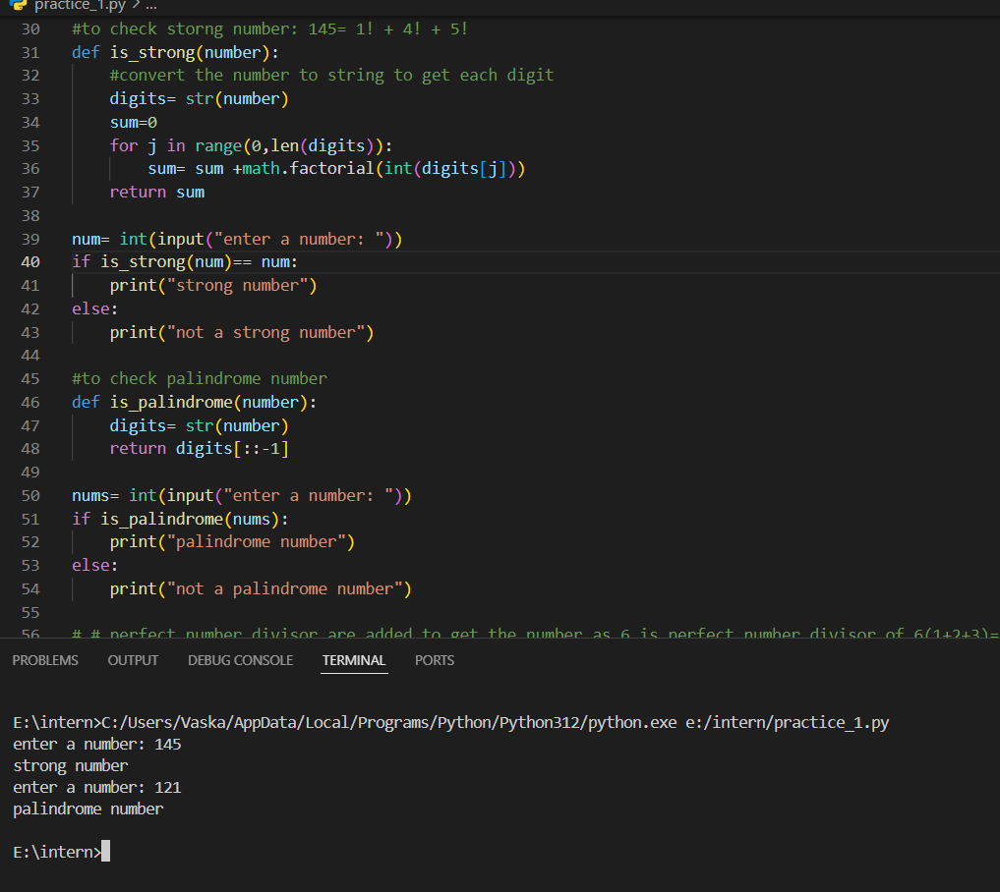 practice_1.py > ...
30 #to check storng number: 145= 1! + 4! + 5!
31 def is_strong(number):
32     #convert the number to string to get each digit
33     digits= str(number)
34     sum=0
35     for j in range(0,len(digits)):
36         sum= sum +math.factorial(int(digits[j]))
37     return sum
38
39 num= int(input("enter a number: "))
40 if is_strong(num)== num:
41     print("strong number")
42 else:
43     print("not a strong number")
44
45 #to check palindrome number
46 def is_palindrome(number):
47     digits= str(number)
48     return digits[::-1]
49
50 nums= int(input("enter a number: "))
51 if is_palindrome(nums):
52     print("palindrome number")
53 else:
54     print("not a palindrome number")
55
56 # # perfect number divisor are added to get the number as 6 is perfect number divisor of 6(1+2+3)=
PROBLEMS OUTPUT DEBUG CONSOLE TERMINAL PORTS
E:\intern>C:/Users/Vaska/AppData/Local/Programs/Python/Python312/python.exe e:/intern/practice_1.py
enter a number: 145
strong number
enter a number: 121
palindrome number
E:\intern>